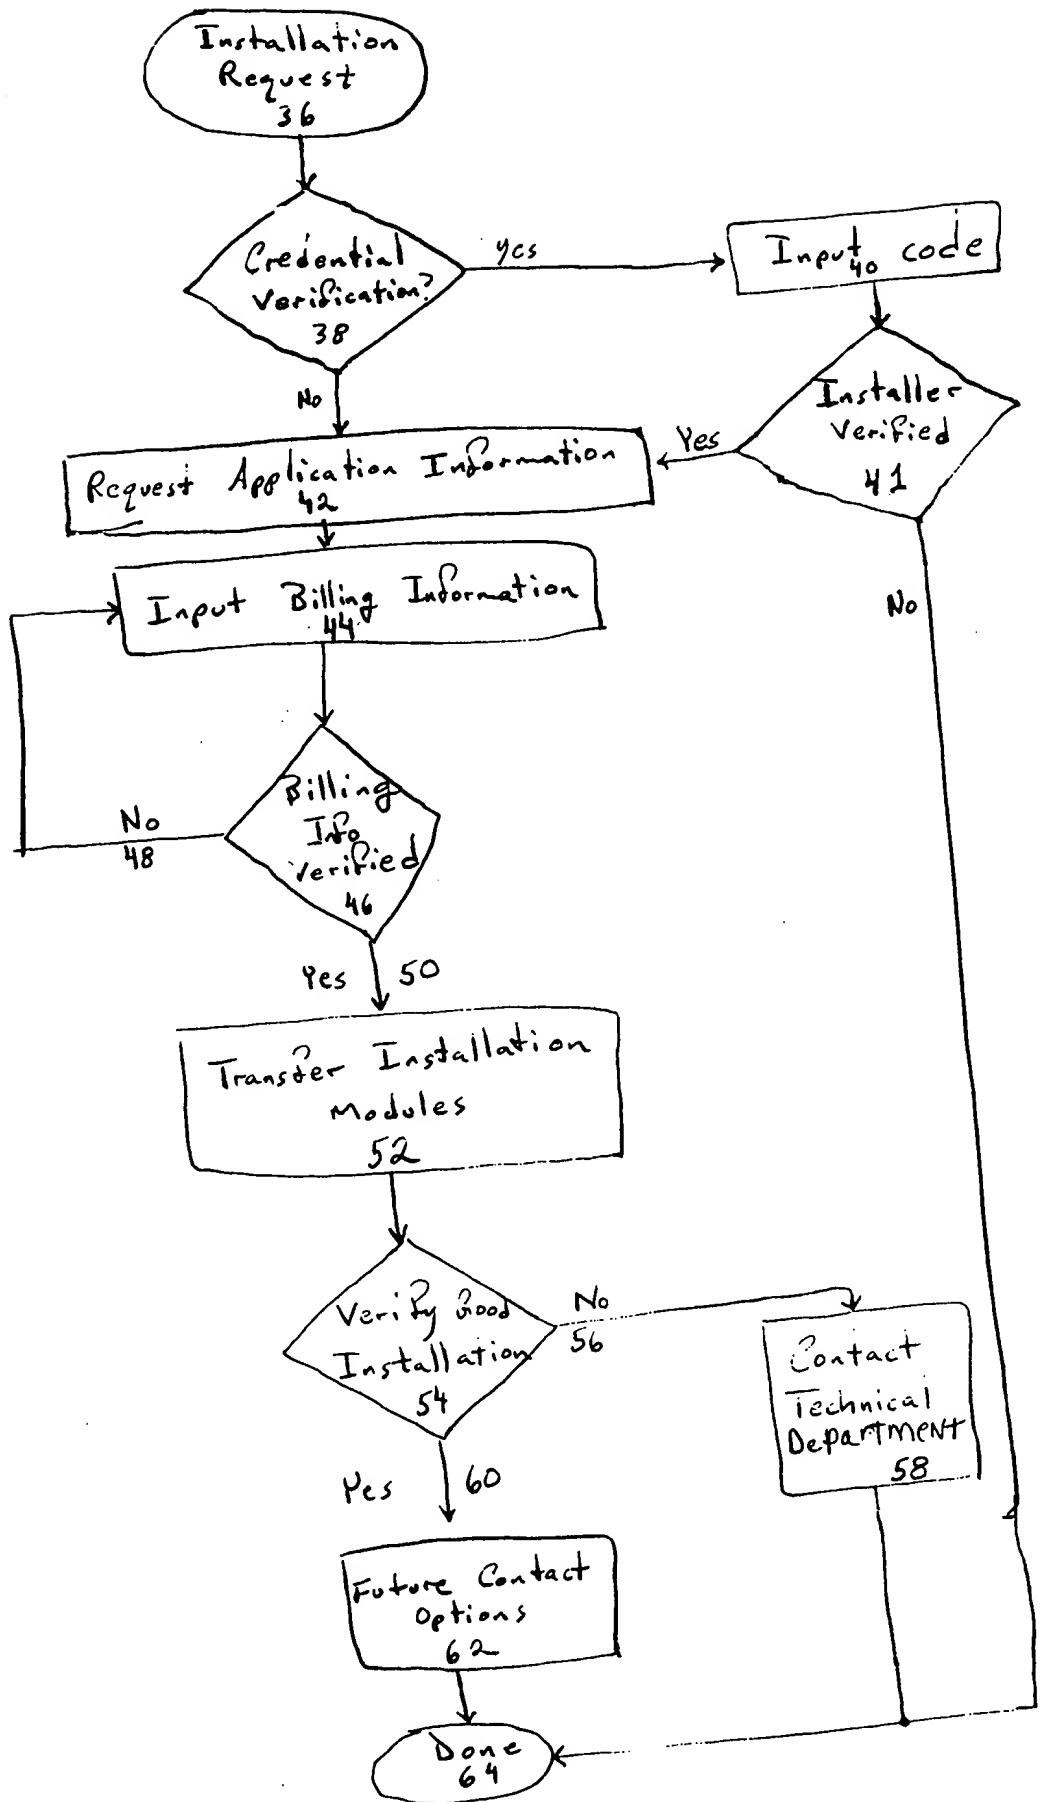 Installation
Request
36
Credential
Verification?
38
yes
Input code
40
No
Installer
Verified
41
Yes
Request Application Information
42
Input Billing Information
44
No
Billing
Info
Verified
46
No
48
Yes 50
Transfer Installation
Modules
52
Verify Good
Installation
54
No
56
Contact
Technical
Department
58
Yes 60
Future Contact
Options
62
Done
64